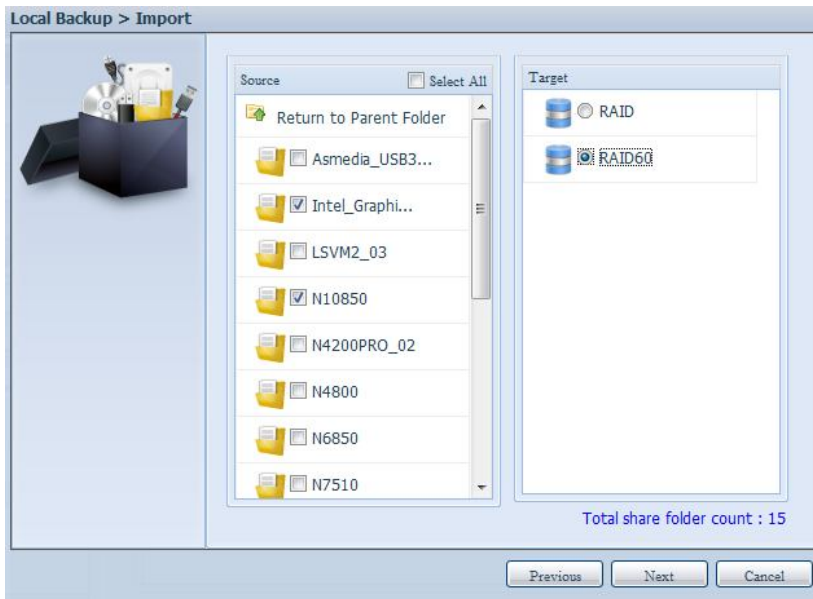 Local Backup > Import
Source
Select All
Return to Parent Folder
Asmedia_USB3...
Intel_Graphi...
LSVM2_03
N10850
N4200PRO_02
N4800
N6850
N7510
Target
RAID
RAID60
Total share folder count : 15
Previous
Next
Cancel